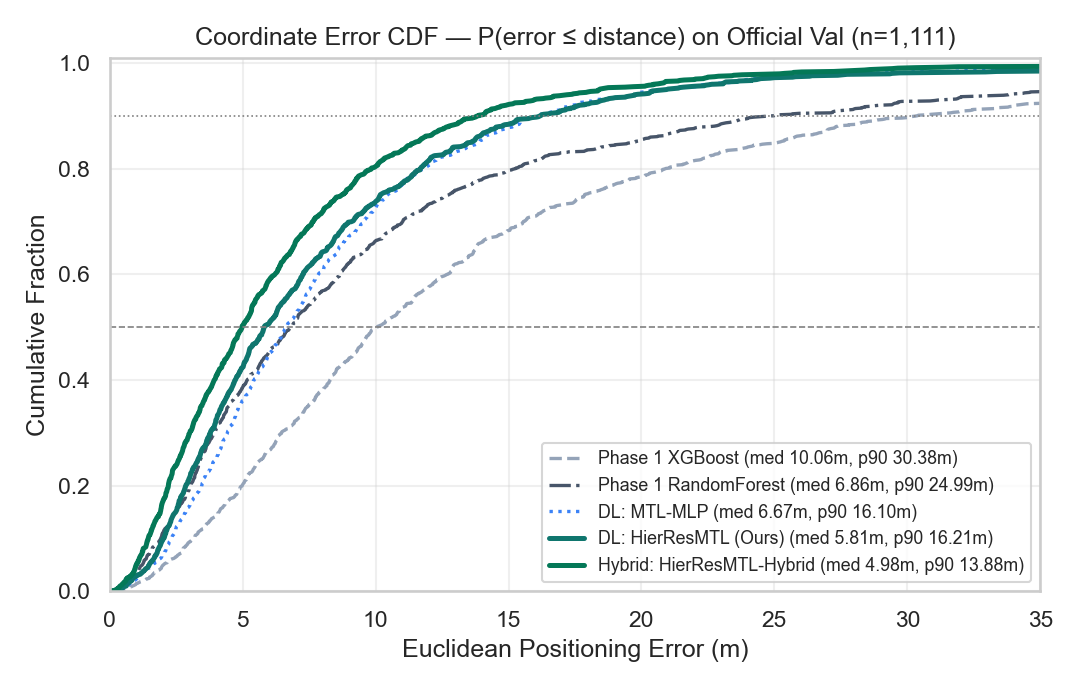 Coordinate Error CDF — P(error ≤ distance) on Official Val (n=1,111)
Cumulative Fraction
1.0
0.8
0.6
0.4
0.2
0.0
Phase 1 XGBoost (med 10.06m, p90 30.38m)
Phase 1 RandomForest (med 6.86m, p90 24.99m)
DL: MTL-MLP (med 6.67m, p90 16.10m)
DL: HierResMTL (Ours) (med 5.81m, p90 16.21m)
Hybrid: HierResMTL-Hybrid (med 4.98m, p90 13.88m)
0 5 10 15 20 25 30 35
Euclidean Positioning Error (m)